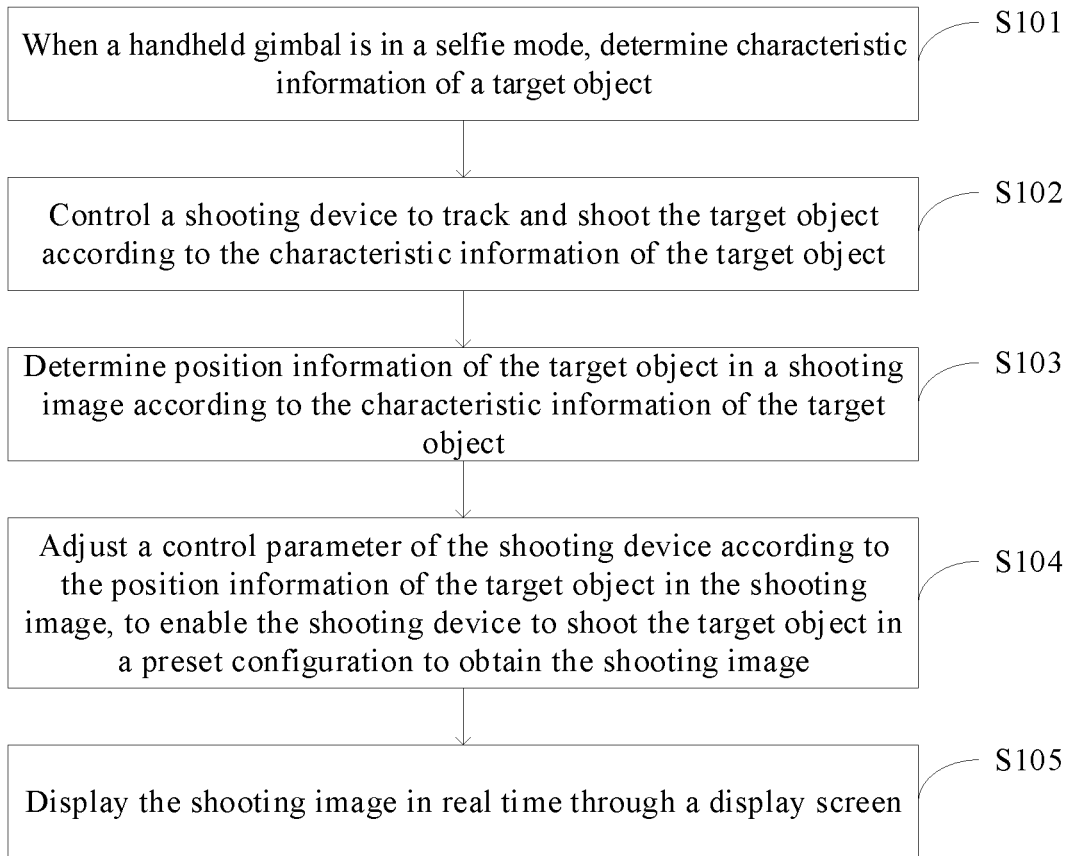 When a handheld gimbal is in a selfie mode, determine characteristic
information of a target object
S101
Control a shooting device to track and shoot the target object
according to the characteristic information of the target object
S102
Determine position information of the target object in a shooting
image according to the characteristic information of the target
object
S103
Adjust a control parameter of the shooting device according to
the position information of the target object in the shooting
image, to enable the shooting device to shoot the target object in
a preset configuration to obtain the shooting image
S104
Display the shooting image in real time through a display screen
S105